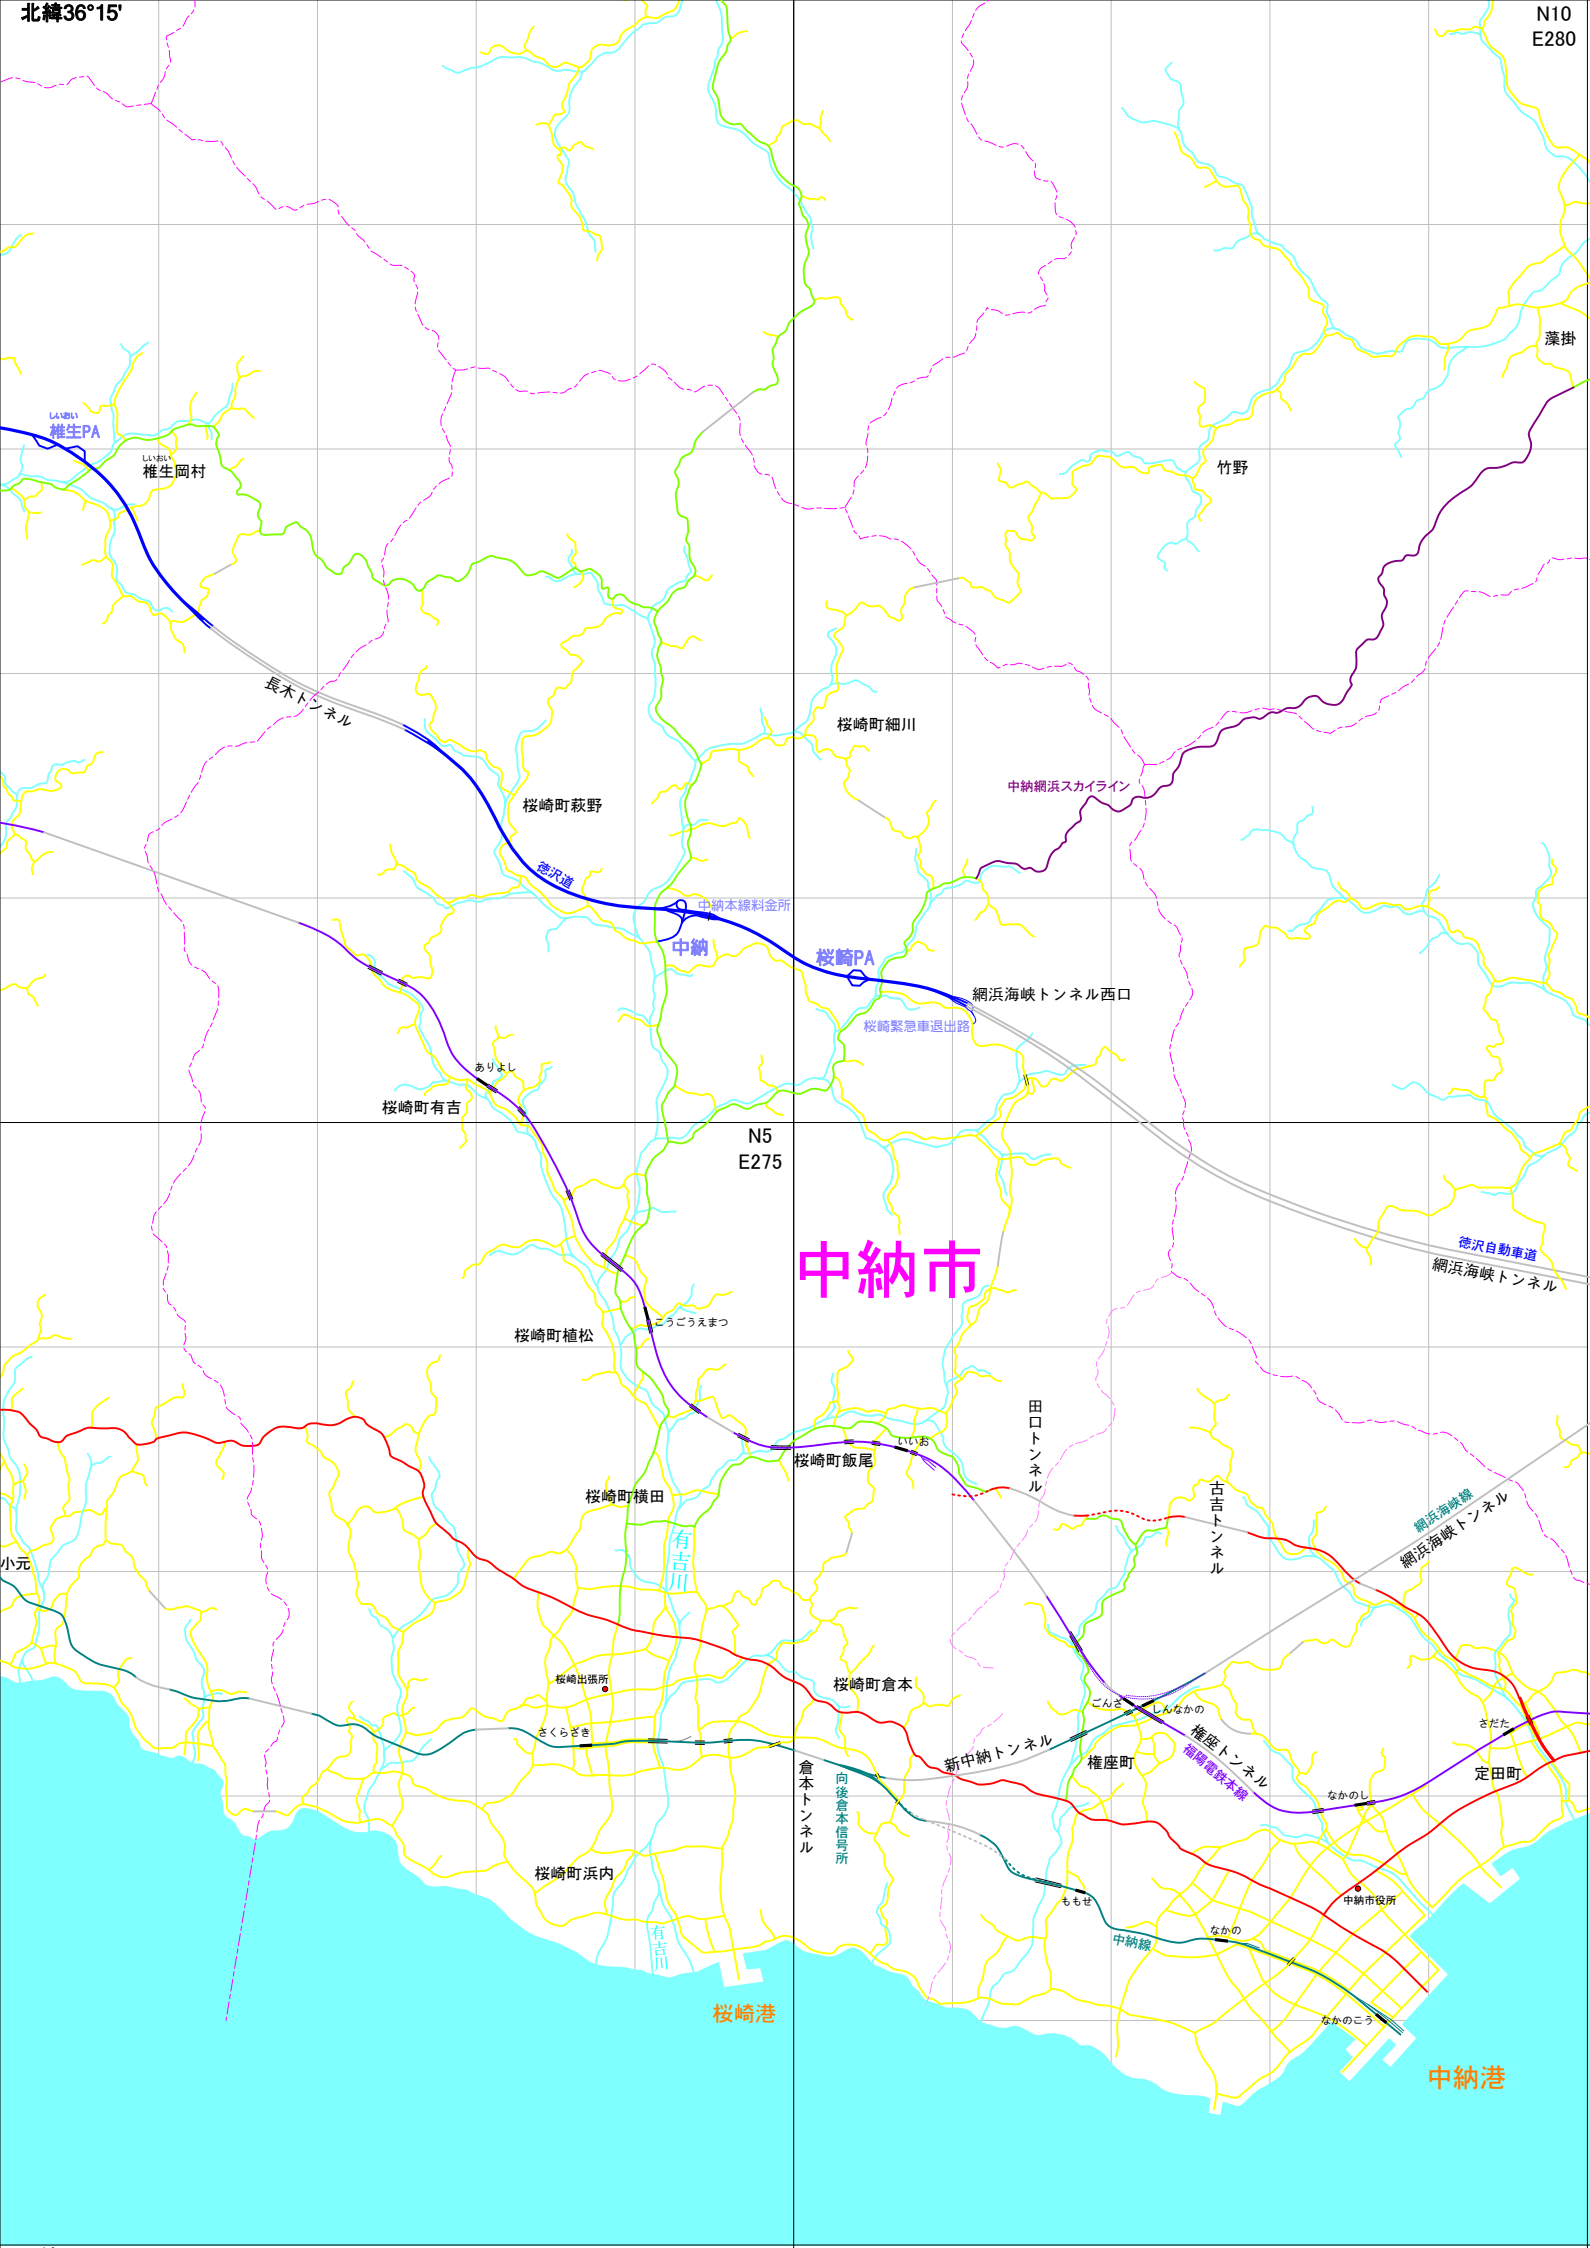 北緯36°15'
N10
E280
藻掛
しいおい
椎生PA
しいおい
椎生岡村
竹野
長木トンネル
桜崎町細川
中納網浜スカイライン
桜崎町萩野
徳沢道
中納本線料金所
中納
桜崎PA
網浜海峡トンネル西口
桜崎緊急車退出路
ありよし
桜崎町有吉
N5
E275
中納市
徳沢自動車道
網浜海峡トンネル
こうごうえまつ
桜崎町植松
田口トンネル
いいお
桜崎町飯尾
桜崎町横田
古吉トンネル
網浜海峡線
網浜海峡トンネル
有吉川
小元
桜崎出張所
桜崎町倉本
ごんざ
しんなかの
さくらざき
新中納トンネル
権座町
権座トンネル
福陽電鉄本線
さだた
定田町
倉本トンネル
向後倉本信号所
なかのし
桜崎町浜内
ももせ
中納市役所
有吉川
中納線
なかの
桜崎港
なかのこう
中納港